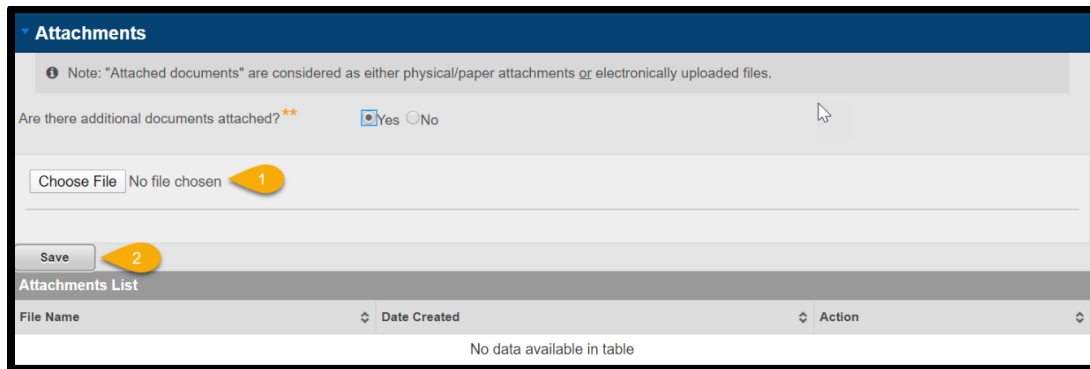 Attachments
Note: "Attached documents" are considered as either physical/paper attachments or electronically uploaded files.
Are there additional documents attached?** Yes No
Choose File No file chosen 1
Save 2
Attachments List
File Name Date Created Action
No data available in table